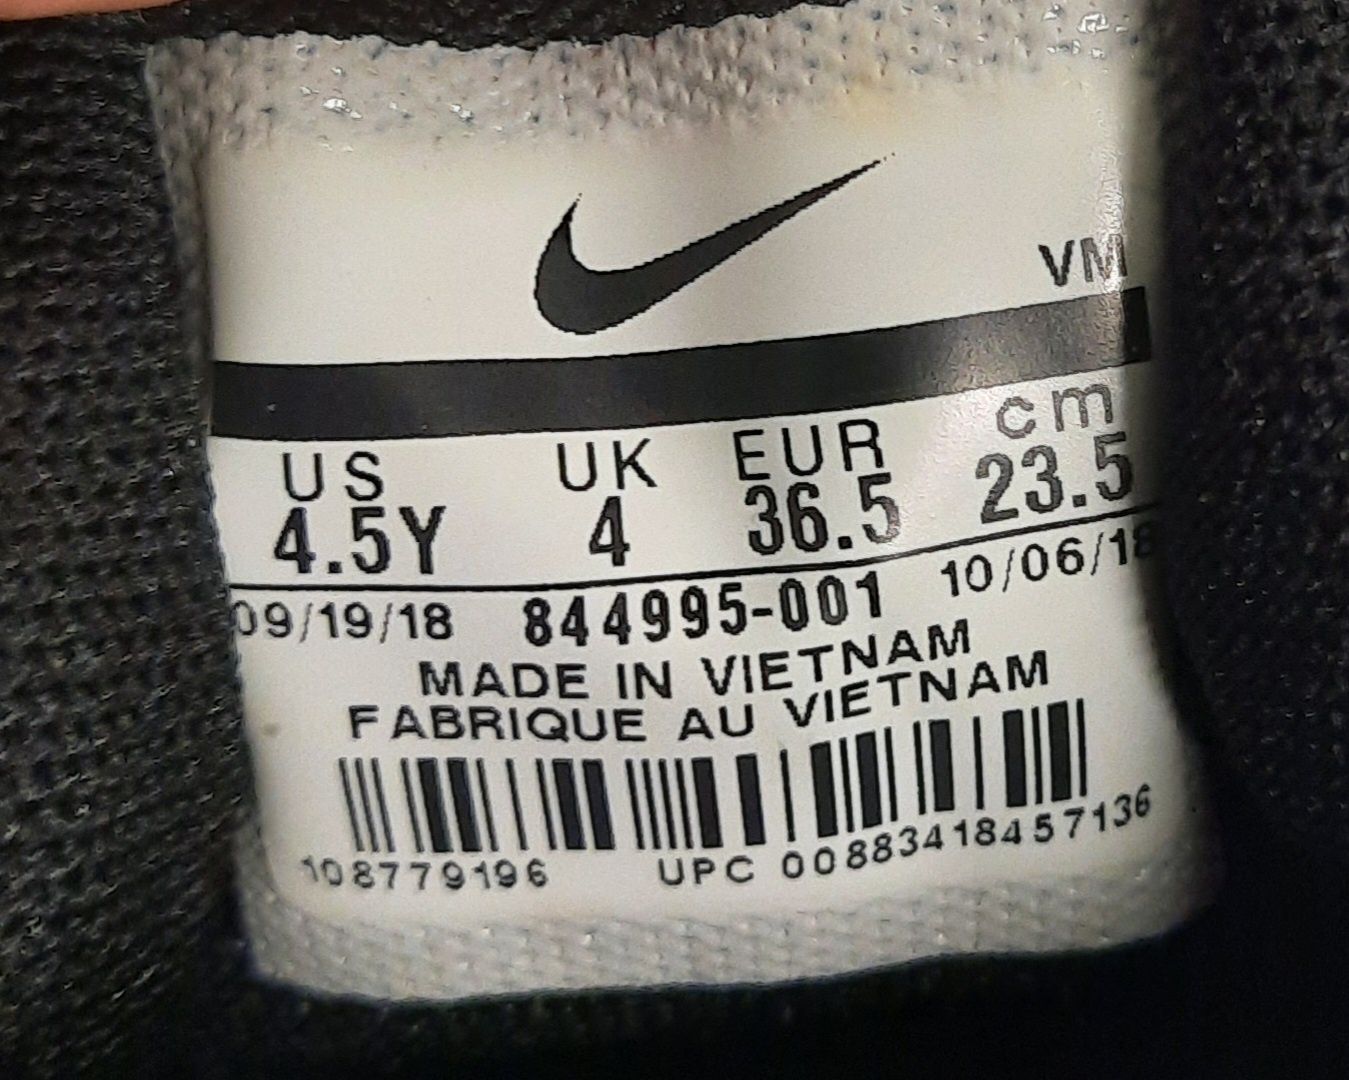 VM
US UK EUR cm
4.5Y 4 36.5 23.5
09/19/18 844995-001 10/06/18
MADE IN VIETNAM
FABRIQUE AU VIETNAM
108779196 UPC 00883418457136